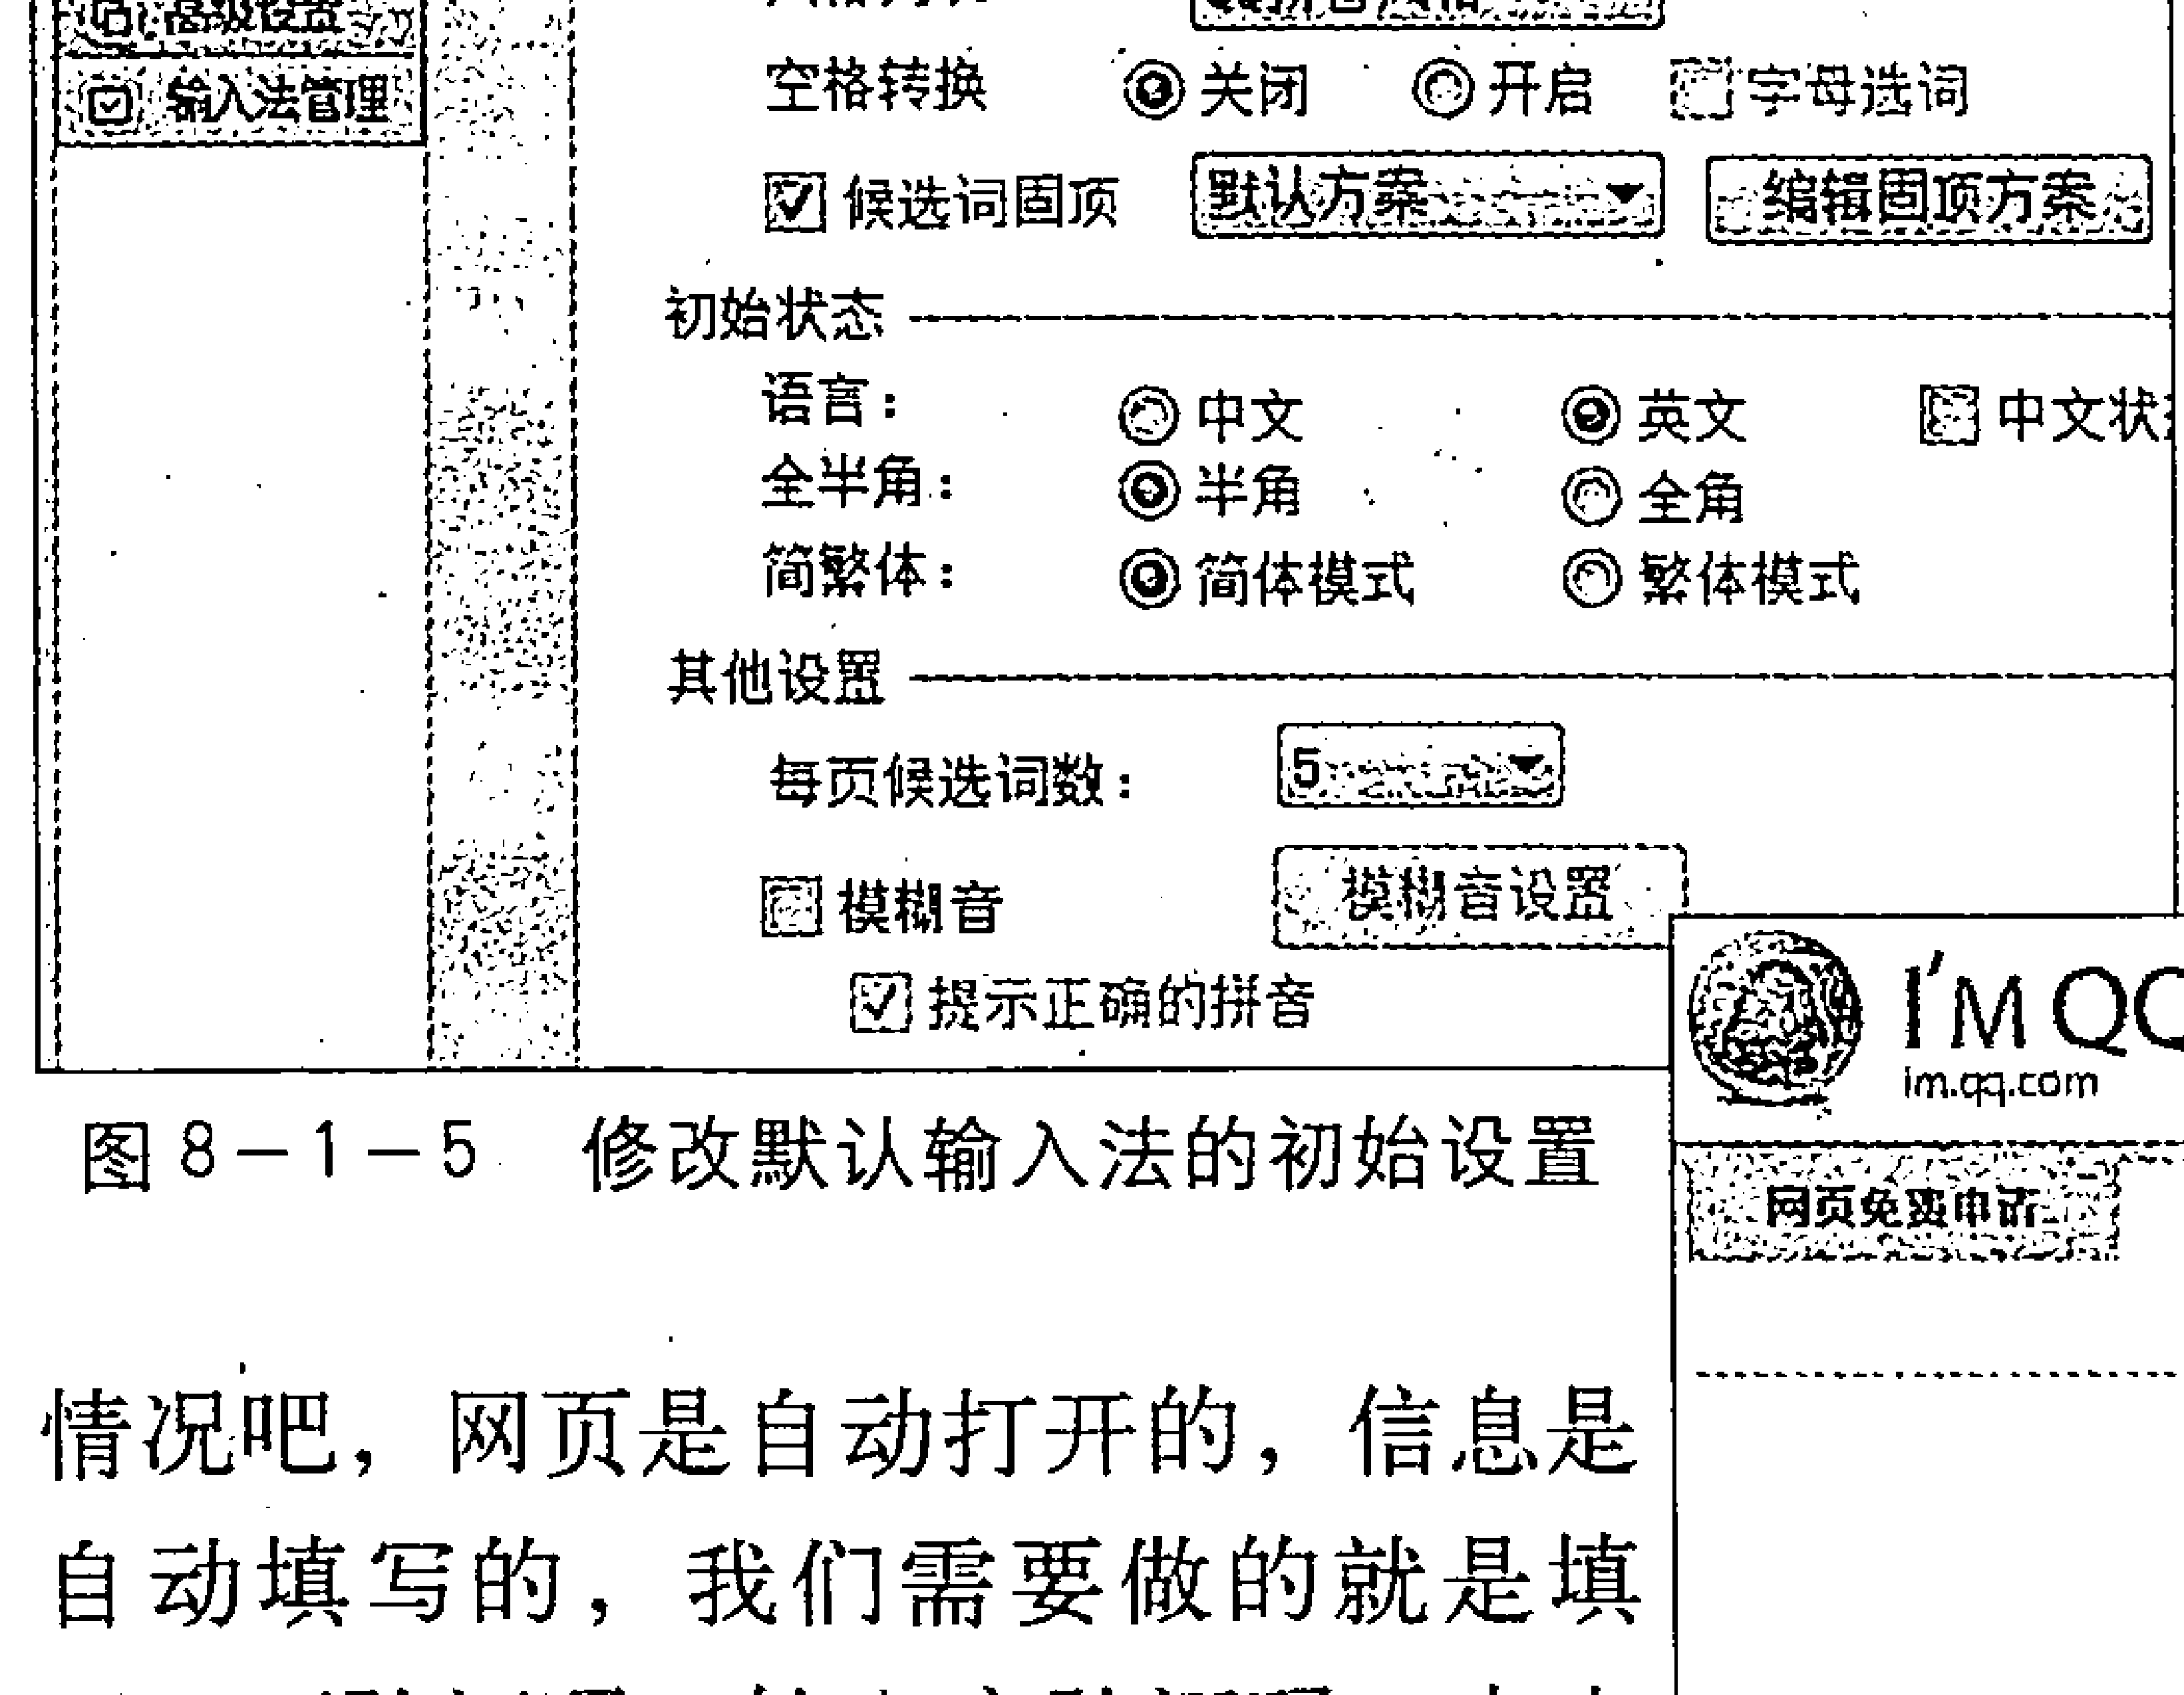 高级设置
输入法管理
空格转换 关闭 开启 字母选词
候选词固顶 默认方案 编辑固顶方案
初始状态
语言: 中文 英文 中文状
全半角: 半角 全角
简繁体: 简体模式 繁体模式
其他设置
每页候选词数: 5
模糊音 模糊音设置
提示正确的拼音
图8-1-5 修改默认输入法的初始设置
I'M QQ
im.qq.com
网页免费申请
情况吧,网页是自动打开的,信息是
自动填写的,我们需要做的就是填